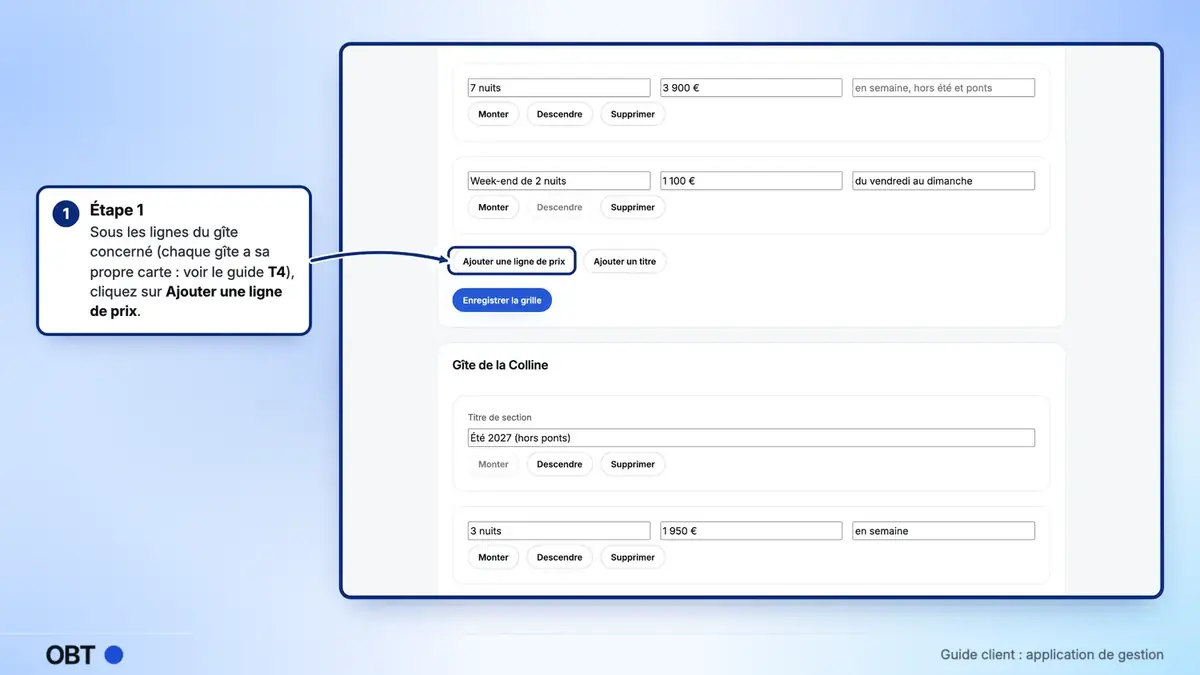 7 nuits
3 900 €
en semaine, hors été et ponts
Monter
Descendre
Supprimer
Week-end de 2 nuits
1 100 €
du vendredi au dimanche
Monter
Descendre
Supprimer
1
Étape 1
Sous les lignes du gîte
concerné (chaque gîte a sa
propre carte : voir le guide T4),
cliquez sur Ajouter une ligne
de prix.
Ajouter une ligne de prix
Ajouter un titre
Enregistrer la grille
Gîte de la Colline
Titre de section
Été 2027 (hors ponts)
Monter
Descendre
Supprimer
3 nuits
1 950 €
en semaine
Monter
Descendre
Supprimer
OBT
Guide client : application de gestion